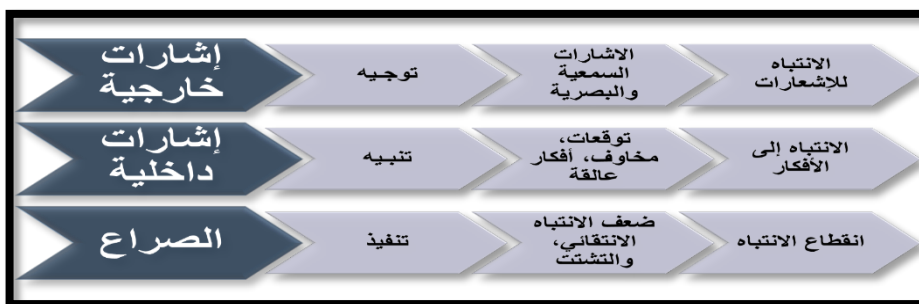 إشارات
خارجية
توجيه
الاشارات
السمعية
والبصرية
الانتباه
للإشعارات
إشارات
داخلية
تنبيه
توقعات،
مخاوف، أفكار
عالقة
الانتباه إلى
الأفكار
الصراع
تنفيذ
ضعف الانتباه
الانتقائي،
والتشتت
انقطاع الانتباه